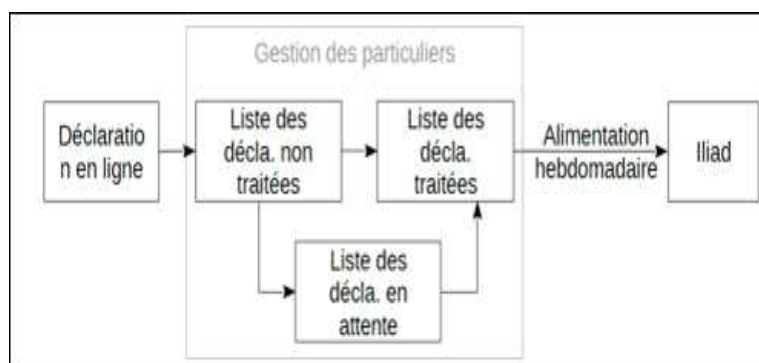 Gestion des particuliers
Déclaratio
n en ligne
Liste des
décla. non
traitées
Liste des
décla.
traitées
Alimentation
hebdomadaire
Iliad
Liste des
décla. en
attente